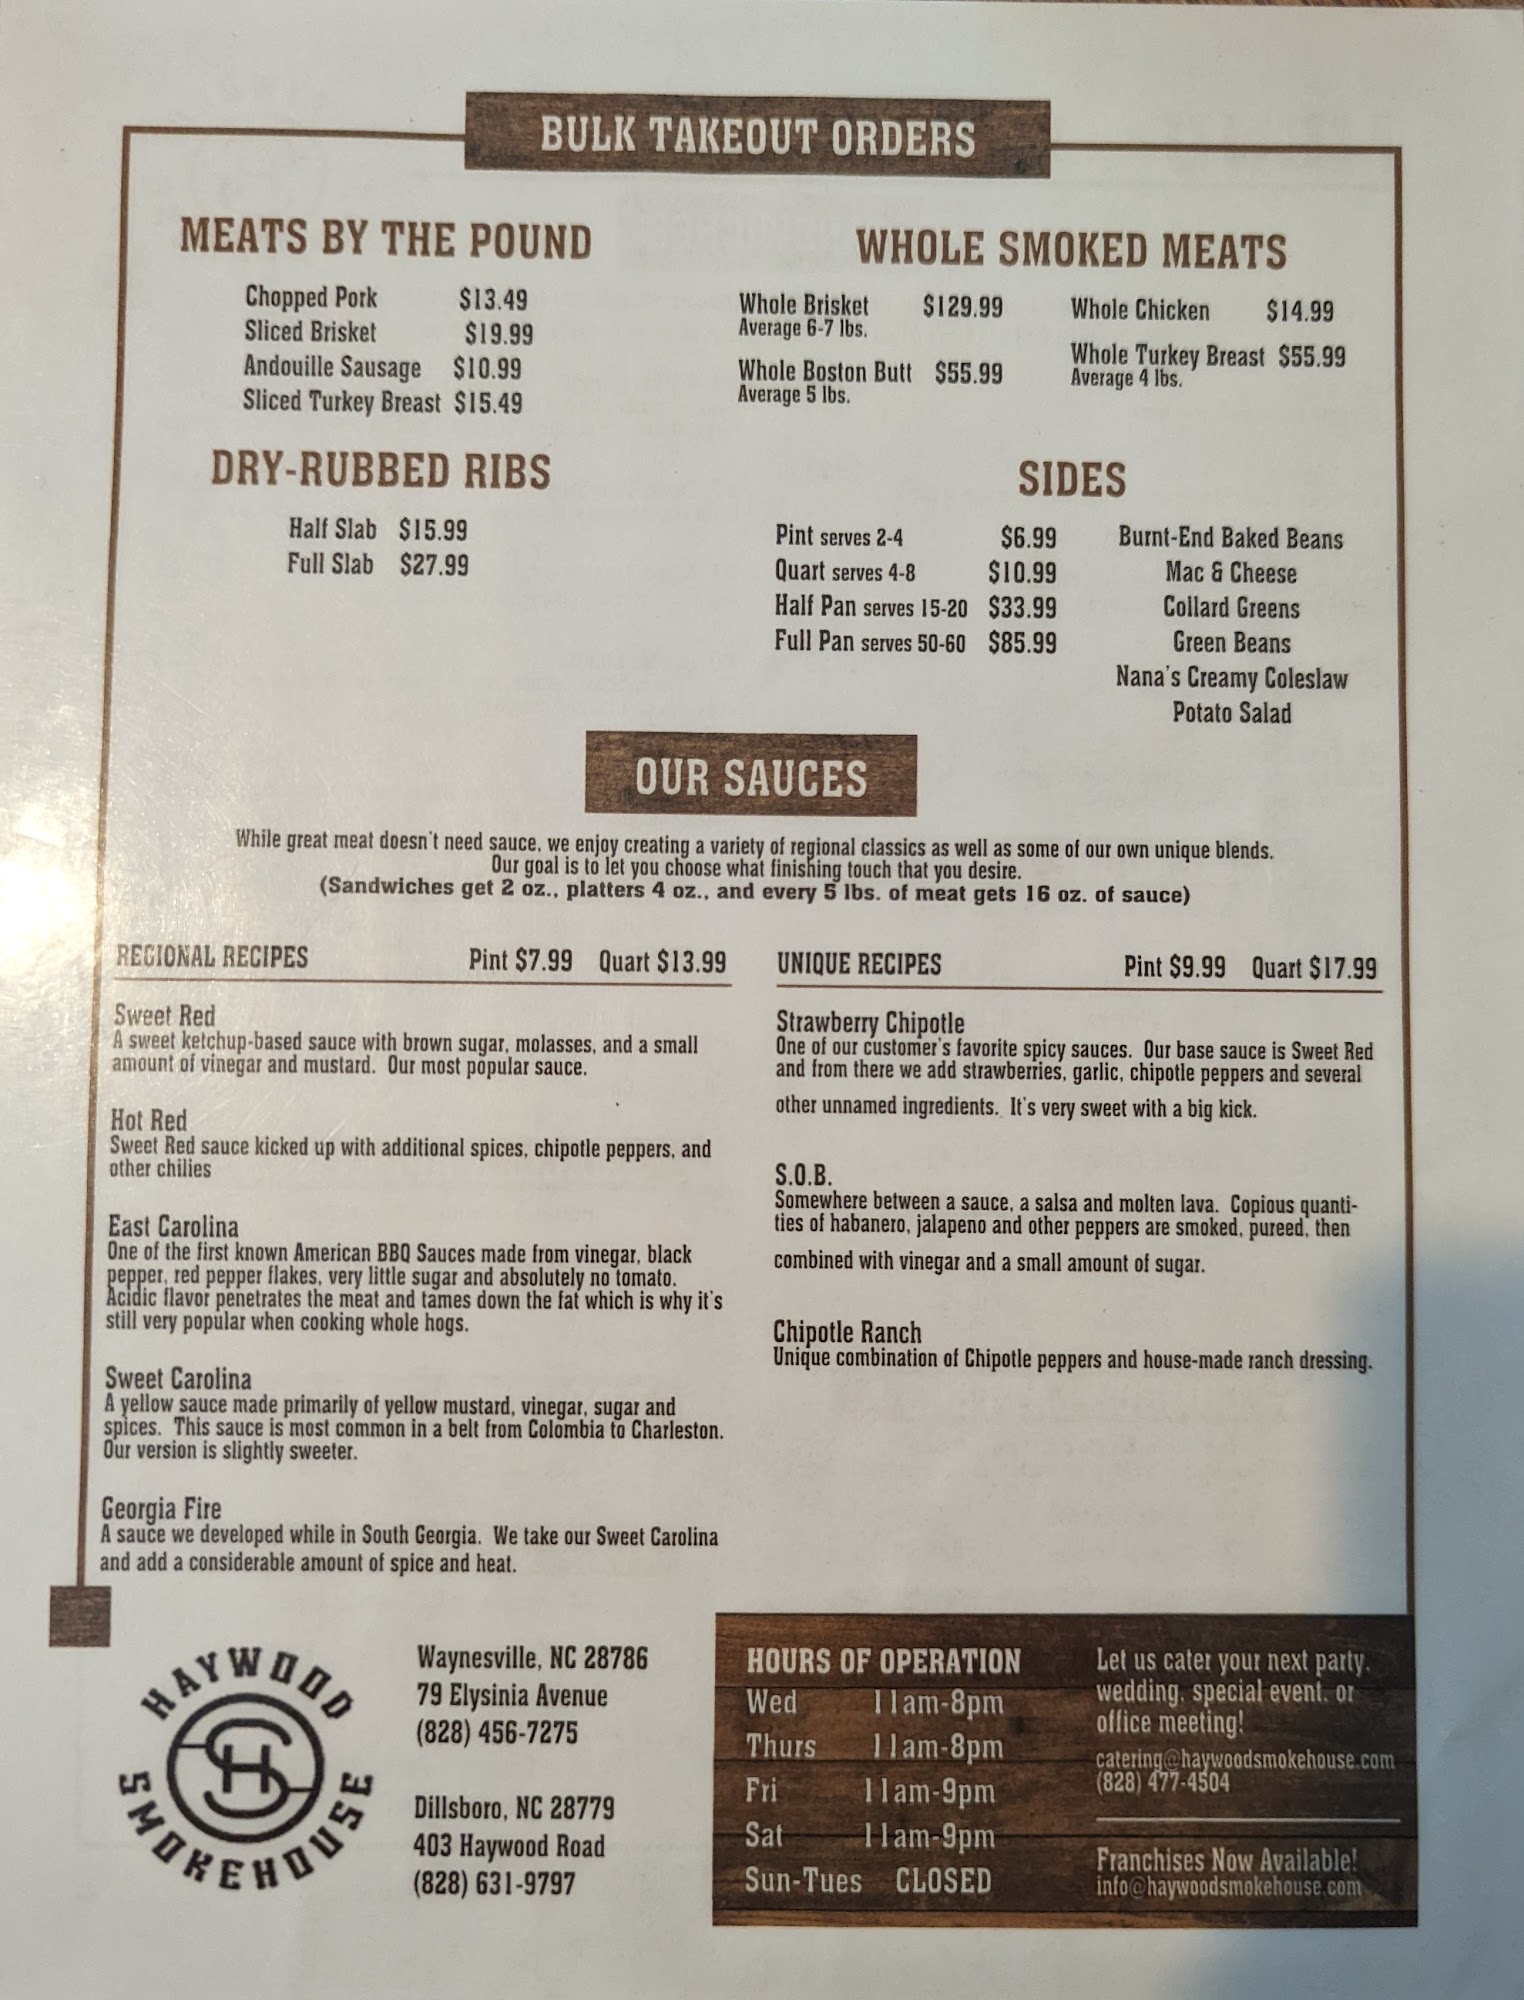 BULK TAKEOUT ORDERS
MEATS BY THE POUND
Chopped Pork $13.49
Sliced Brisket $19.99
Andouille Sausage $10.99
Sliced Turkey Breast $15.49
DRY-RUBBED RIBS
Half Slab $15.99
Full Slab $27.99
WHOLE SMOKED MEATS
Whole Brisket $129.99
Average 6-7 lbs.
Whole Boston Butt $55.99
Average 5 lbs.
Whole Chicken $14.99
Whole Turkey Breast $55.99
Average 4 lbs.
SIDES
Pint serves 2-4 $6.99
Quart serves 4-8 $10.99
Half Pan serves 15-20 $33.99
Full Pan serves 50-60 $85.99
Burnt-End Baked Beans
Mac & Cheese
Collard Greens
Green Beans
Nana's Creamy Coleslaw
Potato Salad
OUR SAUCES
While great meat doesn't need sauce, we enjoy creating a variety of regional classics as well as some of our own unique blends.
Our goal is to let you choose what finishing touch that you desire.
(Sandwiches get 2 oz., platters 4 oz., and every 5 lbs. of meat gets 16 oz. of sauce)
REGIONAL RECIPES Pint $7.99 Quart $13.99
Sweet Red
A sweet ketchup-based sauce with brown sugar, molasses, and a small
amount of vinegar and mustard. Our most popular sauce.
Hot Red
Sweet Red sauce kicked up with additional spices, chipotle peppers, and
other chilies
East Carolina
One of the first known American BBQ Sauces made from vinegar, black
pepper, red pepper flakes, very little sugar and absolutely no tomato.
Acidic flavor penetrates the meat and tames down the fat which is why it's
still very popular when cooking whole hogs.
Sweet Carolina
A yellow sauce made primarily of yellow mustard, vinegar, sugar and
spices. This sauce is most common in a belt from Colombia to Charleston.
Our version is slightly sweeter.
Georgia Fire
A sauce we developed while in South Georgia. We take our Sweet Carolina
and add a considerable amount of spice and heat.
UNIQUE RECIPES Pint $9.99 Quart $17.99
Strawberry Chipotle
One of our customer's favorite spicy sauces. Our base sauce is Sweet Red
and from there we add strawberries, garlic, chipotle peppers and several
other unnamed ingredients. It's very sweet with a big kick.
S.O.B.
Somewhere between a sauce, a salsa and molten lava. Copious quanti-
ties of habanero, jalapeno and other peppers are smoked, pureed, then
combined with vinegar and a small amount of sugar.
Chipotle Ranch
Unique combination of Chipotle peppers and house-made ranch dressing.
HAYWOOD
SH
SMOKEHOUSE
Waynesville, NC 28786
79 Elysinia Avenue
(828) 456-7275
Dillsboro, NC 28779
403 Haywood Road
(828) 631-9797
HOURS OF OPERATION
Wed 11am-8pm
Thurs 11am-8pm
Fri 11am-9pm
Sat 11am-9pm
Sun-Tues CLOSED
Let us cater your next party,
wedding, special event, or
office meeting!
catering@haywoodsmokehouse.com
(828) 477-4504
Franchises Now Available!
info@haywoodsmokehouse.com